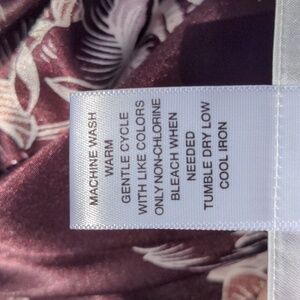 MACHINE WASH
WARM
GENTLE CYCLE
WITH LIKE COLORS
ONLY NON-CHLORINE
BLEACH WHEN
NEEDED
TUMBLE DRY LOW
COOL IRON